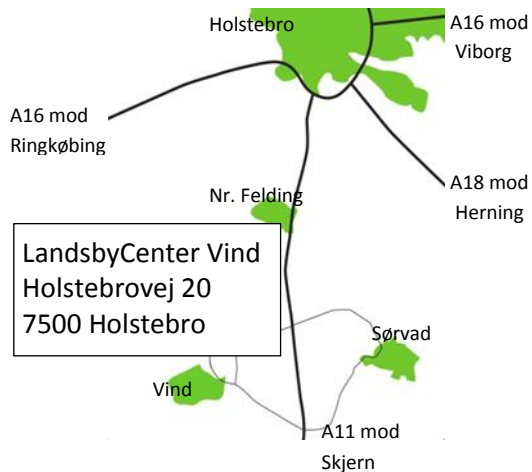 Holstebro
A16 mod
Viborg
A16 mod
Ringkøbing
A18 mod
Herning
Nr. Felding
LandsbyCenter Vind
Holstebrovej 20
7500 Holstebro
Sørvad
Vind
A11 mod
Skjern